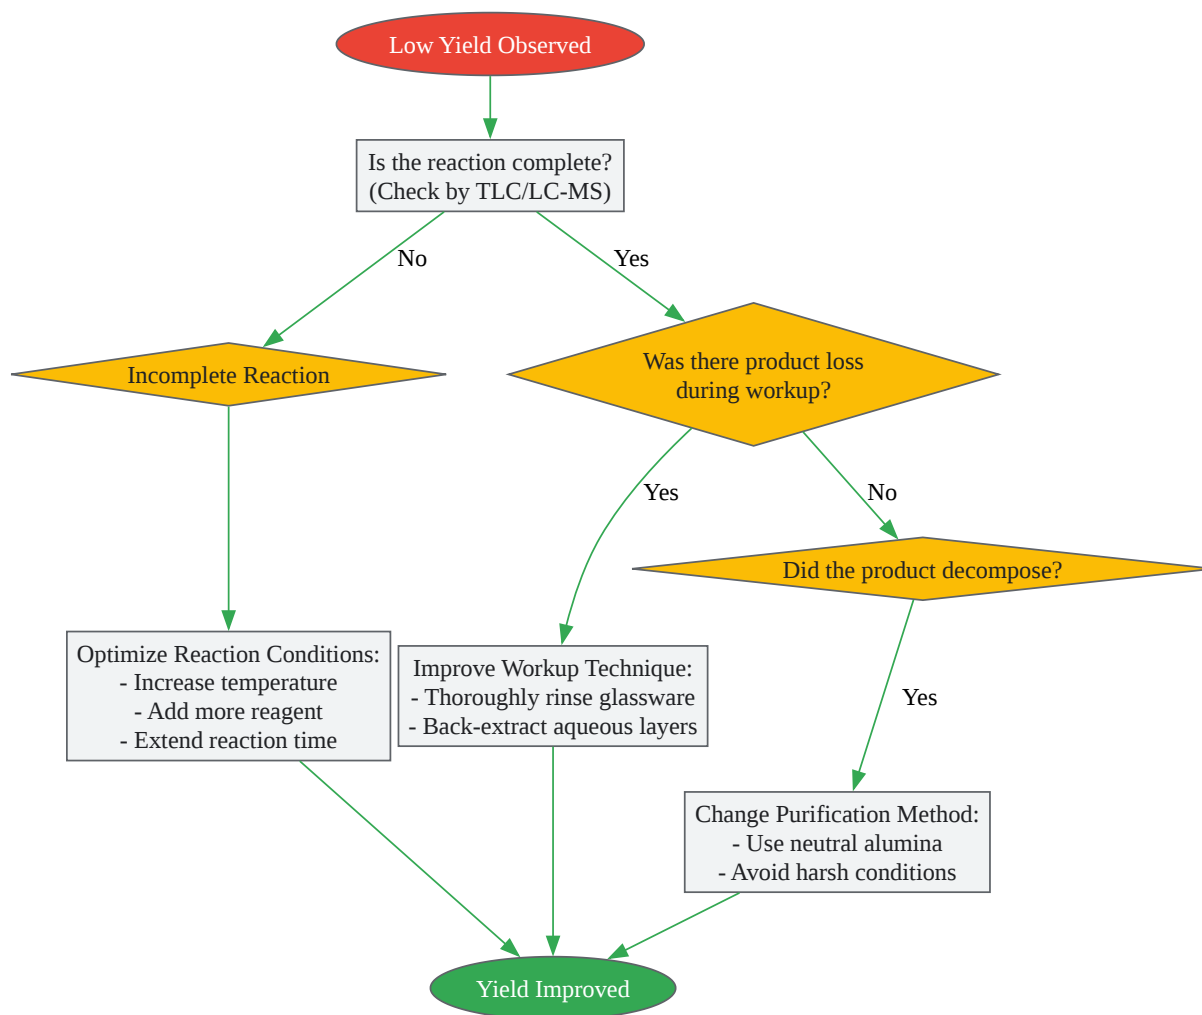 Low Yield Observed
Is the reaction complete?
(Check by TLC/LC-MS)
No
Yes
Incomplete Reaction
Was there product loss
during workup?
Yes
No
Did the product decompose?
Optimize Reaction Conditions:
- Increase temperature
- Add more reagent
- Extend reaction time
Improve Workup Technique:
- Thoroughly rinse glassware
- Back-extract aqueous layers
Yes
Change Purification Method:
- Use neutral alumina
- Avoid harsh conditions
Yield Improved